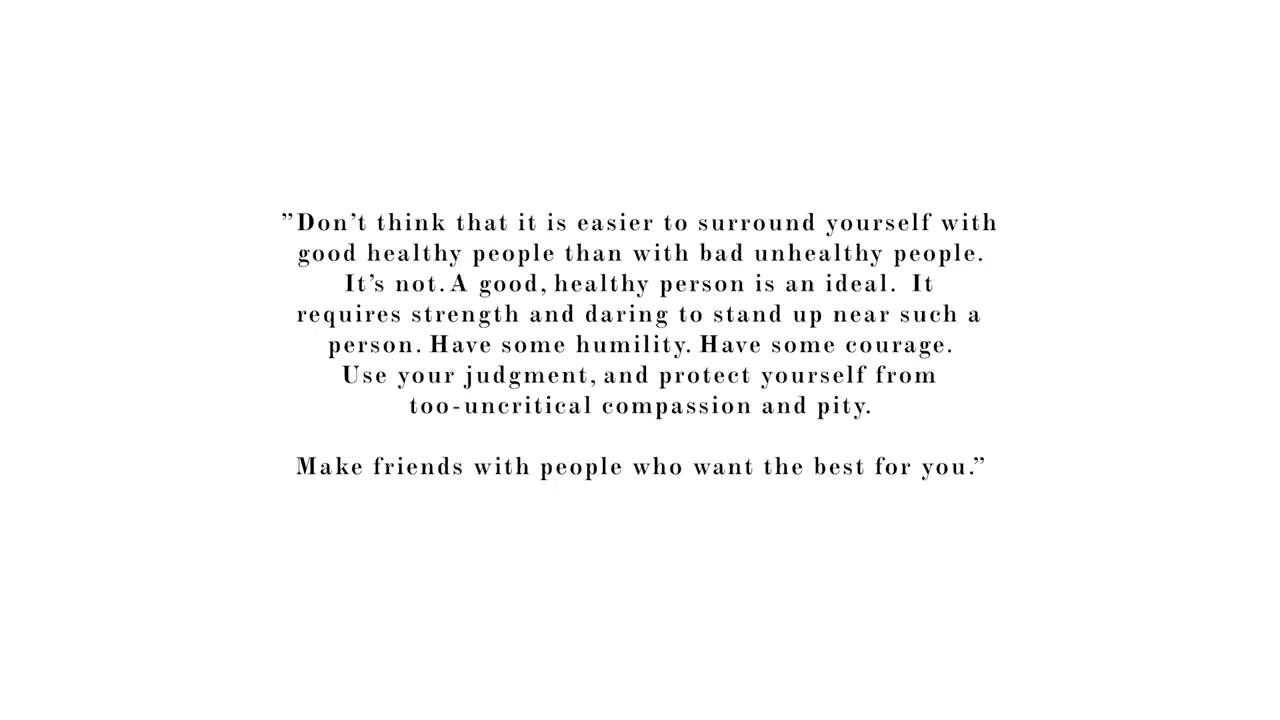 ”Don’t think that it is easier to surround yourself with
good healthy people than with bad unhealthy people.
It’s not. A good, healthy person is an ideal.  It
requires strength and daring to stand up near such a
person. Have some humility. Have some courage.
Use your judgment, and protect yourself from
too-uncritical compassion and pity.
Make friends with people who want the best for you.”